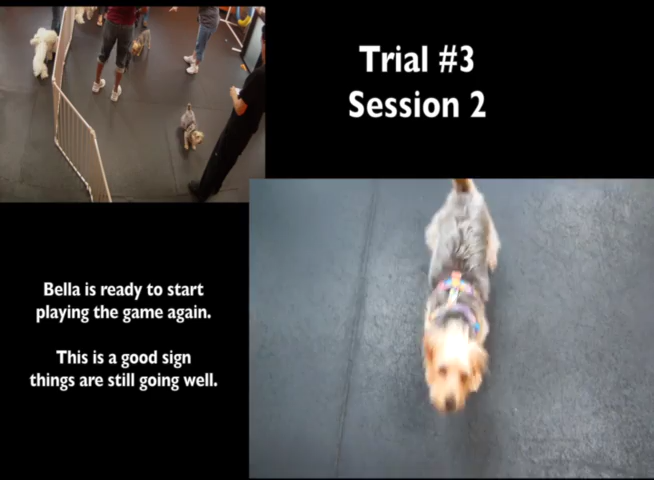 Trial #3
Session 2
Bella is ready to start
playing the game again.
This is a good sign
things are still going well.